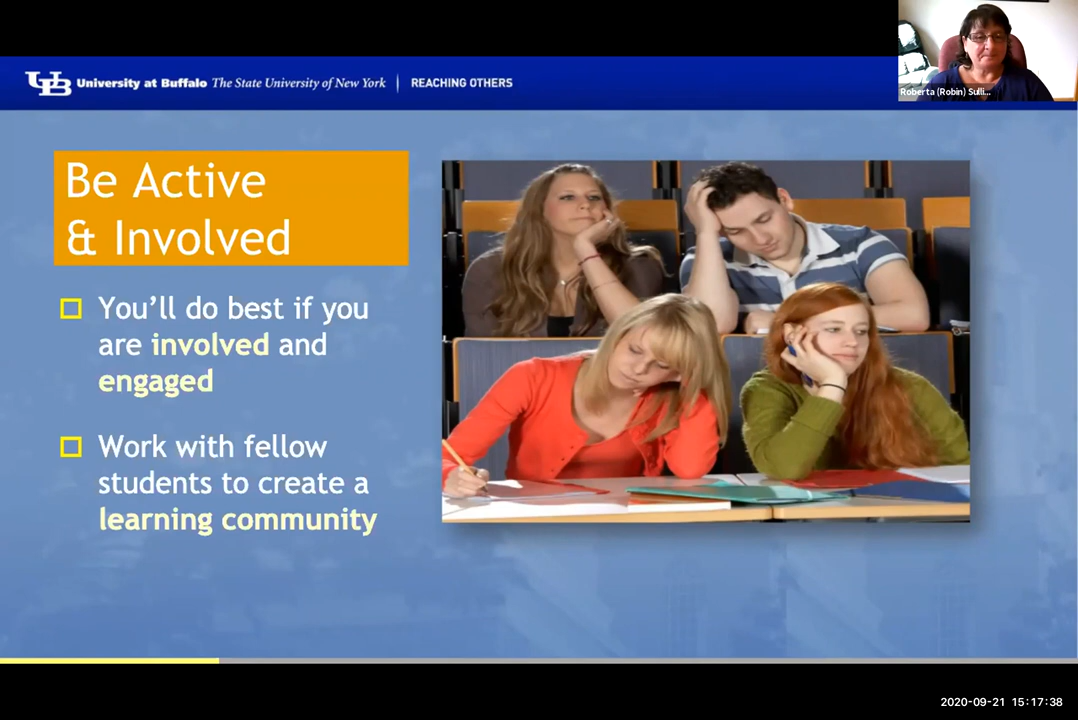 UB University at Buffalo The State University of New York | REACHING OTHERS
Roberta (Robin) Sulli...
Be Active
& Involved
You'll do best if you
are involved and
engaged
Work with fellow
students to create a
learning community
2020-09-21 15:17:38